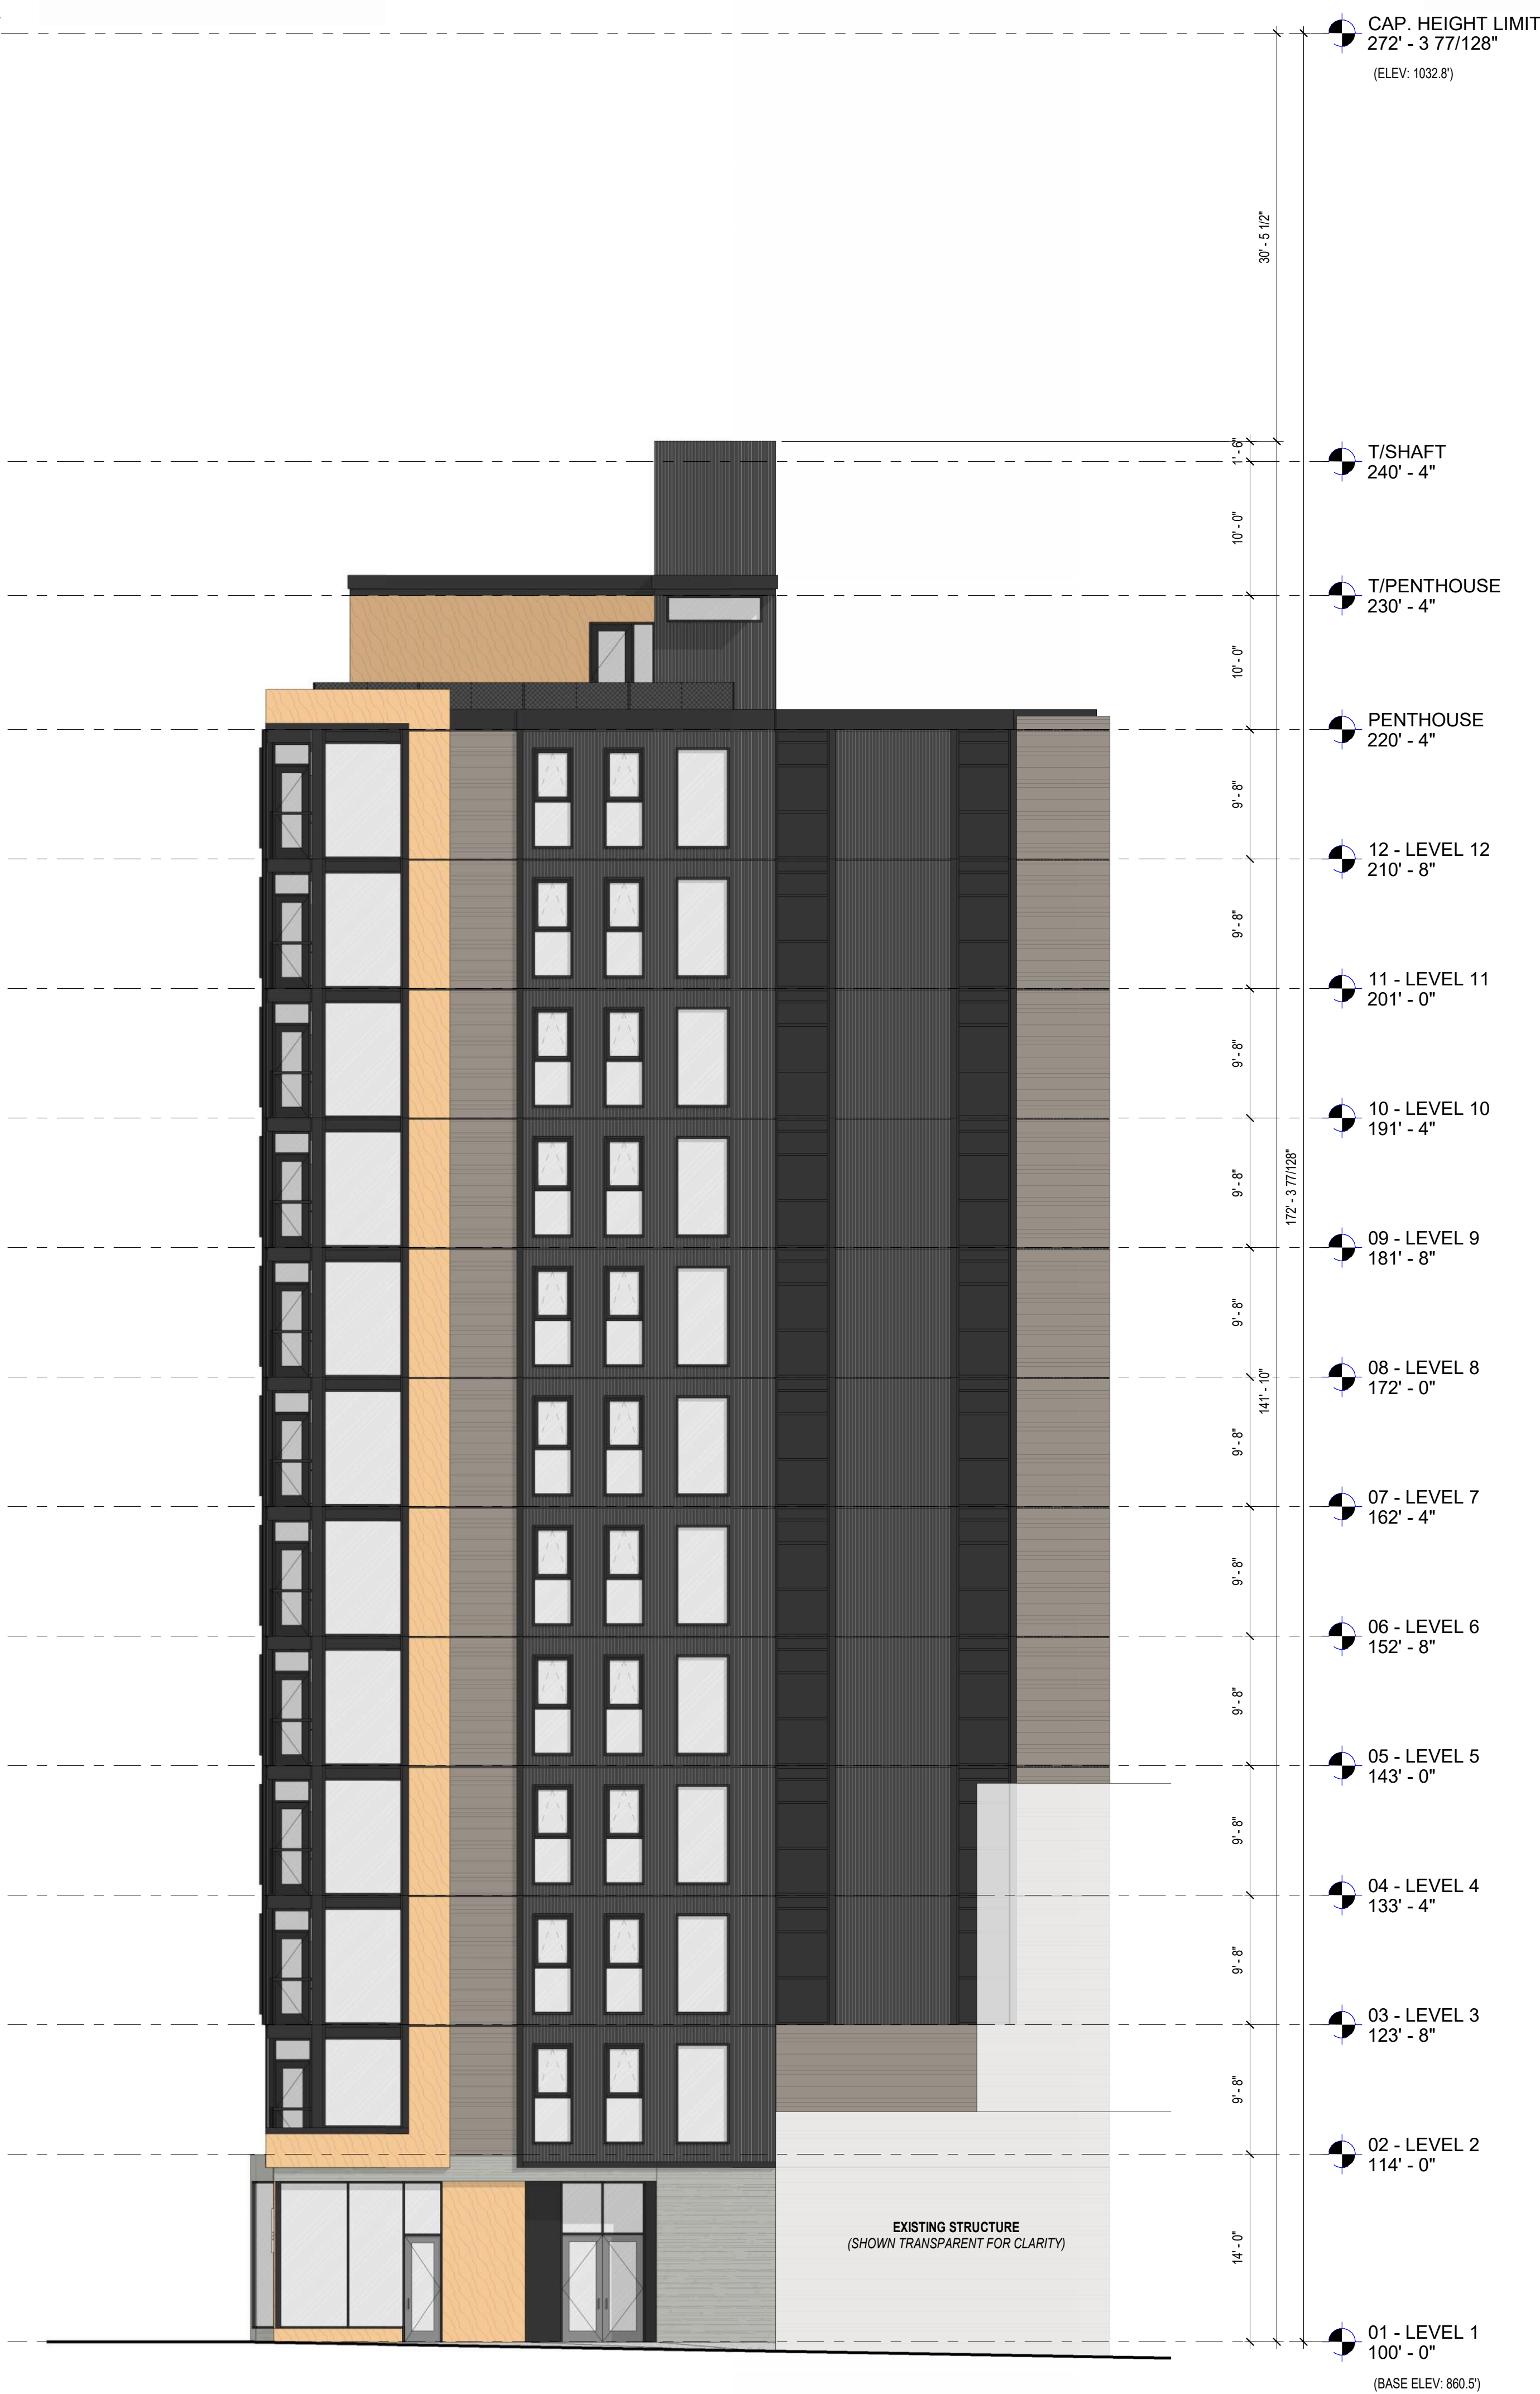 CAP. HEIGHT LIMIT
272' - 3 77/128"
(ELEV: 1032.8')
30' - 5 1/2"
1' - 6"
T/SHAFT
240' - 4"
10' - 0"
T/PENTHOUSE
230' - 4"
10' - 0"
PENTHOUSE
220' - 4"
9' - 8"
12 - LEVEL 12
210' - 8"
9' - 8"
11 - LEVEL 11
201' - 0"
9' - 8"
10 - LEVEL 10
191' - 4"
9' - 8"
172' - 3 77/128"
09 - LEVEL 9
181' - 8"
9' - 8"
08 - LEVEL 8
172' - 0"
141' - 10"
9' - 8"
07 - LEVEL 7
162' - 4"
9' - 8"
06 - LEVEL 6
152' - 8"
9' - 8"
05 - LEVEL 5
143' - 0"
9' - 8"
04 - LEVEL 4
133' - 4"
9' - 8"
03 - LEVEL 3
123' - 8"
9' - 8"
02 - LEVEL 2
114' - 0"
EXISTING STRUCTURE
(SHOWN TRANSPARENT FOR CLARITY)
14' - 0"
01 - LEVEL 1
100' - 0"
(BASE ELEV: 860.5')